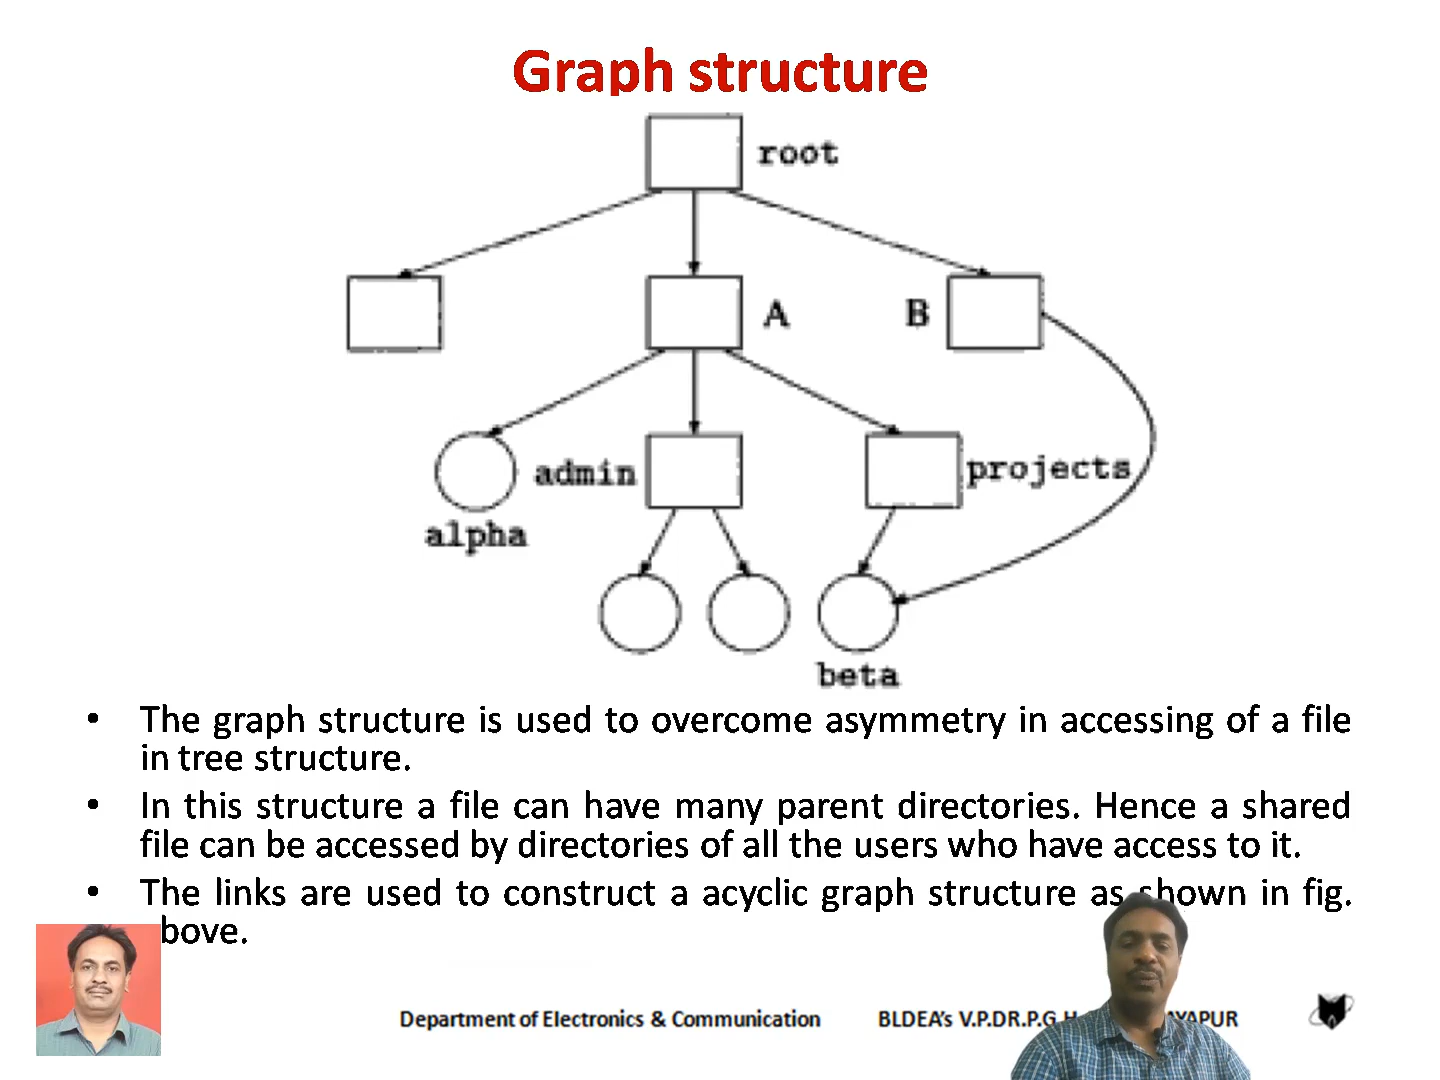 Graph structure
root
A
B
admin
projects
alpha
beta
• The graph structure is used to overcome asymmetry in accessing of a file
in tree structure.
• In this structure a file can have many parent directories. Hence a shared
file can be accessed by directories of all the users who have access to it.
• The links are used to construct a acyclic graph structure as shown in fig.
bove.
Department of Electronics & Communication BLDEA's V.P.DR.P.G.H